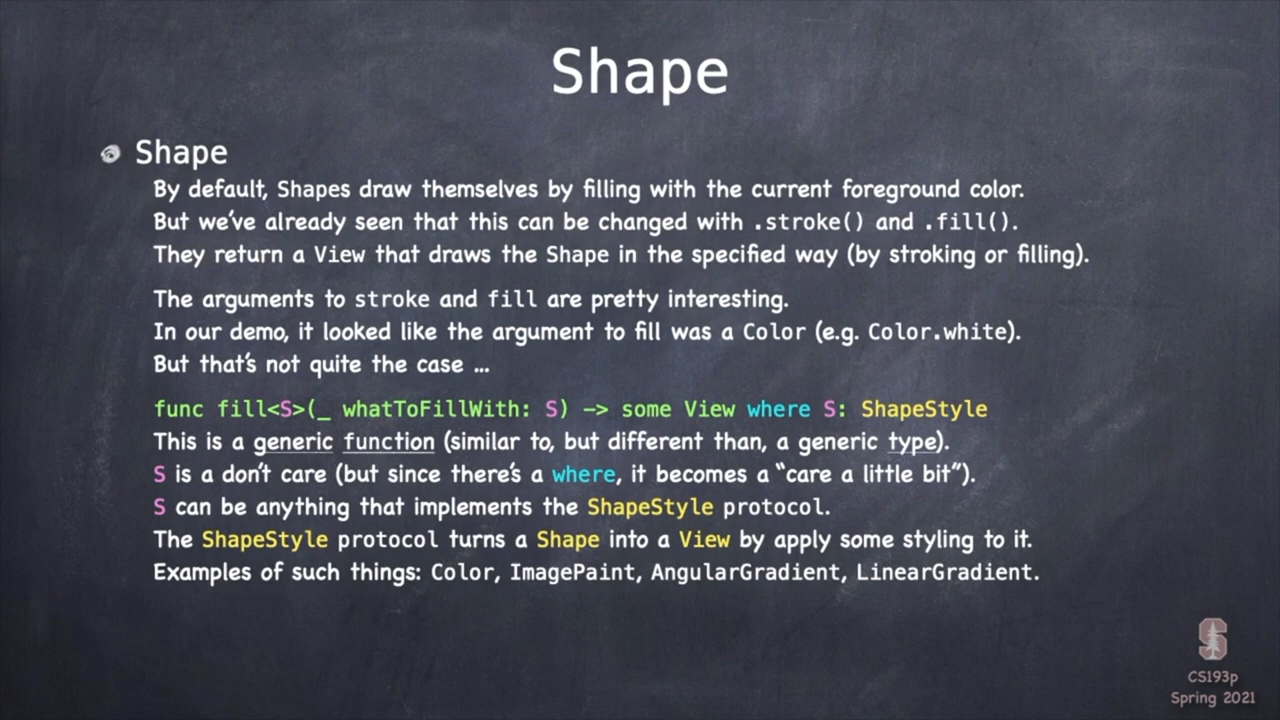 Shape
Shape
By default, Shapes draw themselves by filling with the current foreground color.
But we've already seen that this can be changed with .stroke() and .fill().
They return a View that draws the Shape in the specified way (by stroking or filling).
The arguments to stroke and fill are pretty interesting.
In our demo, it looked like the argument to fill was a Color (e.g. Color.white).
But that's not quite the case ...
func fill<S>(_ whatToFillWith: S) -> some View where S: ShapeStyle
This is a generic function (similar to, but different than, a generic type).
S is a don't care (but since there's a where, it becomes a “care a little bit”).
S can be anything that implements the ShapeStyle protocol.
The ShapeStyle protocol turns a Shape into a View by apply some styling to it.
Examples of such things: Color, ImagePaint, AngularGradient, LinearGradient.
S
CS193p
Spring 2021